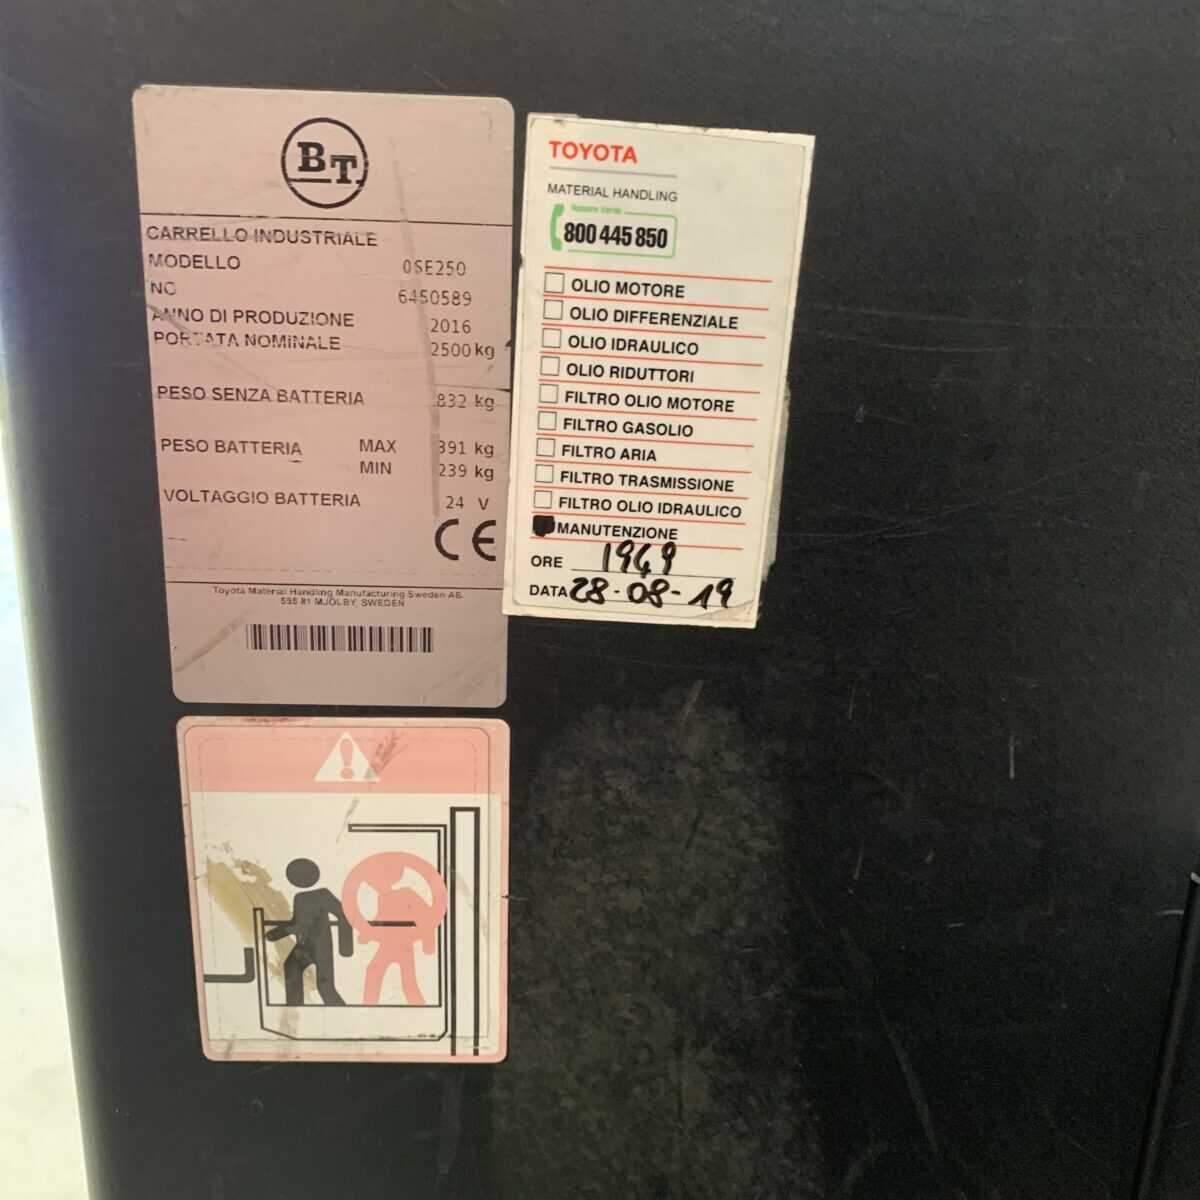 BT
CARRELLO INDUSTRIALE
MODELLO OSE250
NO 6450589
ANNO DI PRODUZIONE 2016
PORTATA NOMINALE 2500 kg
PESO SENZA BATTERIA 832 kg
PESO BATTERIA MAX 391 kg
MIN 239 kg
VOLTAGGIO BATTERIA 24 V
CE
Toyota Material Handling Manufacturing Sweden AB
595 81 MJÖLBY, SWEDEN
TOYOTA
MATERIAL HANDLING
Numero Verde
800 445 850
OLIO MOTORE
OLIO DIFFERENZIALE
OLIO IDRAULICO
OLIO RIDUTTORI
FILTRO OLIO MOTORE
FILTRO GASOLIO
FILTRO ARIA
FILTRO TRASMISSIONE
FILTRO OLIO IDRAULICO
MANUTENZIONE
ORE 1949
DATA 28-08-19